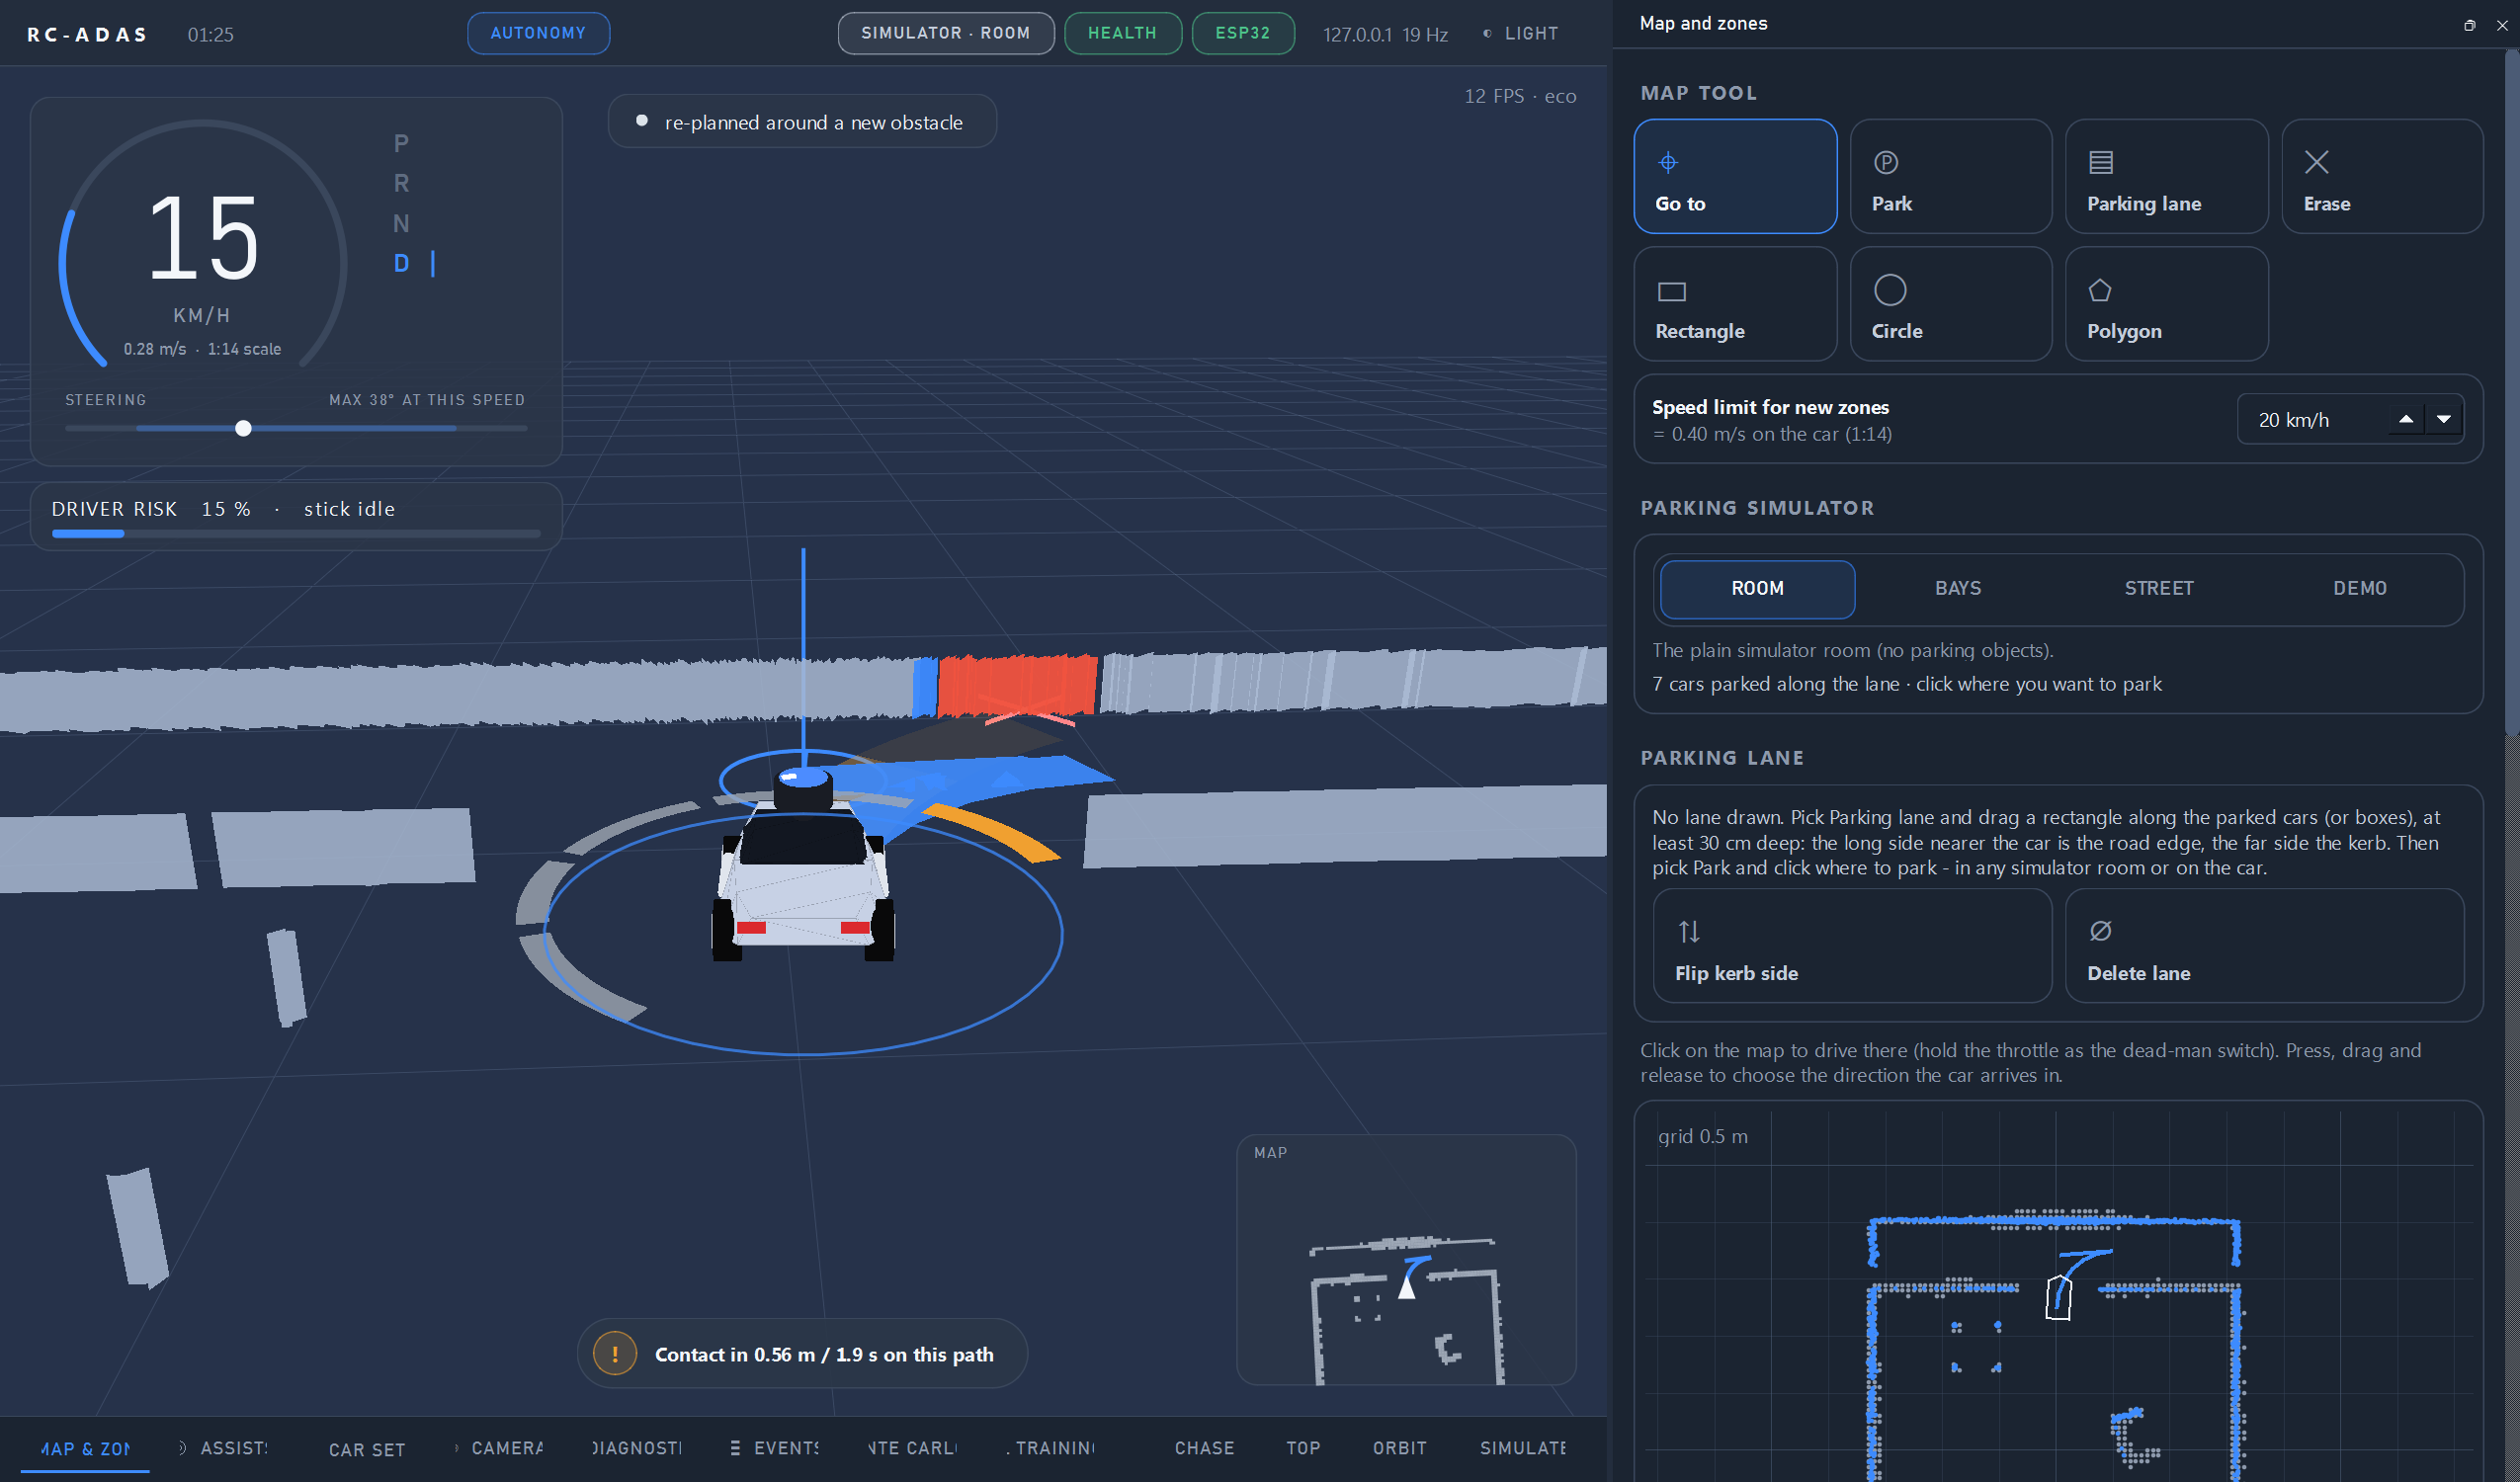 RC-ADAS 01:25 AUTONOMY SIMULATOR · ROOM HEALTH ESP32 127.0.0.1 19 Hz LIGHT
12 FPS · eco
re-planned around a new obstacle
P
R
N
D
15
KM/H
0.28 m/s · 1:14 scale
STEERING MAX 38° AT THIS SPEED
DRIVER RISK 15 % · stick idle
MAP
! Contact in 0.56 m / 1.9 s on this path
MAP & ZON ASSIST CAR SET CAMERA DIAGNOSTI EVENTS NTE CARL . TRAINING CHASE TOP ORBIT SIMULATE
Map and zones
MAP TOOL
Go to
P
Park
Parking lane
Erase
Rectangle
Circle
Polygon
Speed limit for new zones
= 0.40 m/s on the car (1:14)
20 km/h
PARKING SIMULATOR
ROOM BAYS STREET DEMO
The plain simulator room (no parking objects).
7 cars parked along the lane · click where you want to park
PARKING LANE
No lane drawn. Pick Parking lane and drag a rectangle along the parked cars (or boxes), at
least 30 cm deep: the long side nearer the car is the road edge, the far side the kerb. Then
pick Park and click where to park - in any simulator room or on the car.
Flip kerb side
Delete lane
Click on the map to drive there (hold the throttle as the dead-man switch). Press, drag and
release to choose the direction the car arrives in.
grid 0.5 m